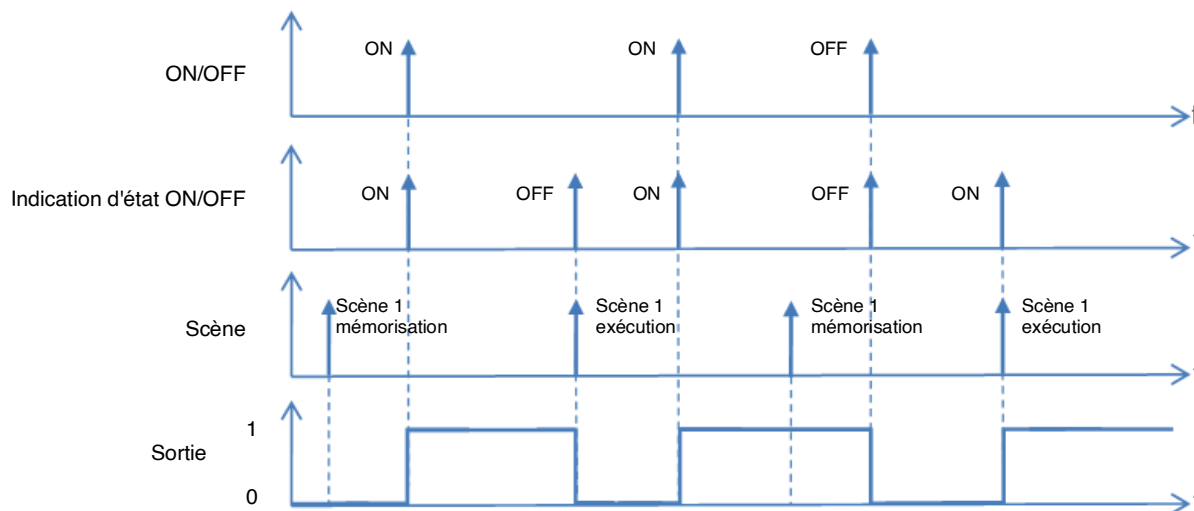 ON/OFF
ON
ON
OFF
t
Indication d'état ON/OFF
ON
OFF
ON
OFF
ON
Scène
Scène 1
mémorisation
Scène 1
exécution
Scène 1
mémorisation
Scène 1
exécution
Sortie
1
0